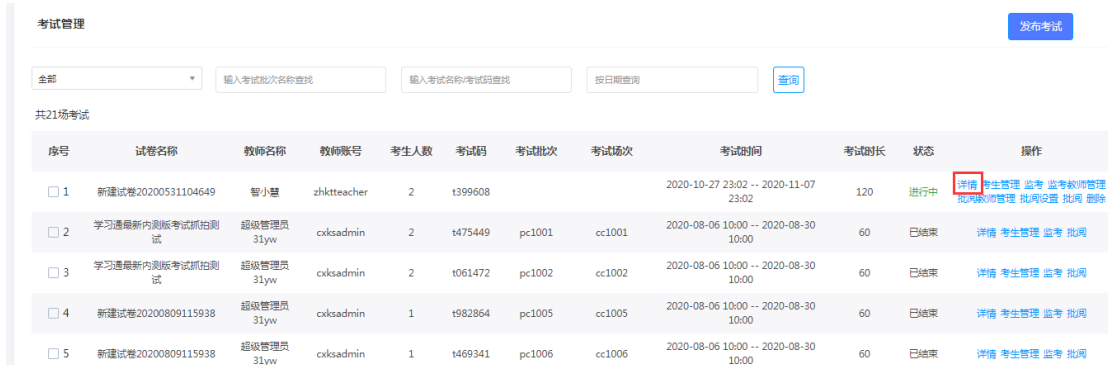 考试管理
发布考试
全部 输入考试批次名称查找 输入考试名称/考试码查找 按日期查询 查询
共21场考试
序号 试卷名称 教师名称 教师账号 考生人数 考试码 考试批次 考试场次 考试时间 考试时长 状态 操作
1 新建试卷20200531104649 智小慧 zhktteacher 2 t399608 2020-10-27 23:02 -- 2020-11-07 23:02 120 进行中 详情 考生管理 监考 监考教师管理 批阅教师管理 批阅设置 批阅 删除
2 学习通最新内测版考试抓拍测试 超级管理员31yw cxksadmin 2 t475449 pc1001 cc1001 2020-08-06 10:00 -- 2020-08-30 10:00 60 已结束 详情 考生管理 监考 批阅
3 学习通最新内测版考试抓拍测试 超级管理员31yw cxksadmin 2 t061472 pc1002 cc1002 2020-08-06 10:00 -- 2020-08-30 10:00 60 已结束 详情 考生管理 监考 批阅
4 新建试卷20200809115938 超级管理员31yw cxksadmin 1 t982864 pc1005 cc1005 2020-08-06 10:00 -- 2020-08-30 10:00 60 已结束 详情 考生管理 监考 批阅
5 新建试卷20200809115938 超级管理员31yw cxksadmin 1 t469341 pc1006 cc1006 2020-08-06 10:00 -- 2020-08-30 10:00 60 已结束 详情 考生管理 监考 批阅